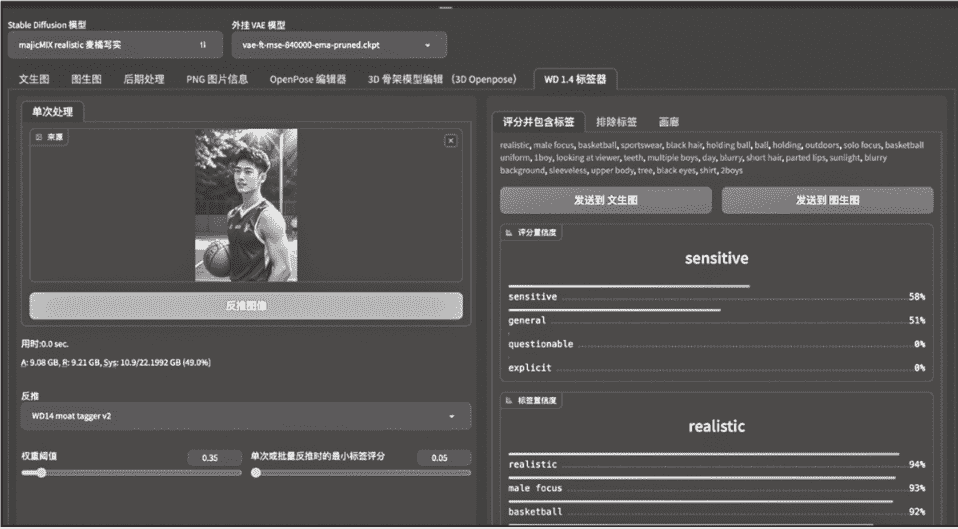 Stable Diffusion 模型
外挂 VAE 模型
majicMIX realistic 麦橘写实
vae-ft-mse-840000-ema-pruned.ckpt
文生图
图生图
后期处理
PNG 图片信息
OpenPose 编辑器
3D 骨架模型编辑 (3D Openpose)
WD 1.4 标签器
单次处理
来源
反推图像
用时:0.0 sec.
A: 9.08 GB, R: 9.21 GB, Sys: 10.9/22.1992 GB (49.0%)
反推
WD14 moat tagger v2
权重阈值
0.35
单次或批量反推时的最小标签评分
0.05
评分并包含标签
排除标签
画廊
realistic, male focus, basketball, sportswear, black hair, holding ball, ball, holding, outdoors, solo focus, basketball
uniform, 1boy, looking at viewer, teeth, multiple boys, day, blurry, short hair, parted lips, sunlight, blurry
background, sleeveless, upper body, tree, black eyes, shirt, 2boys
发送到 文生图
发送到 图生图
评分置信度
sensitive
sensitive 58%
general 51%
questionable 0%
explicit 0%
标签置信度
realistic
realistic 94%
male focus 93%
basketball 92%